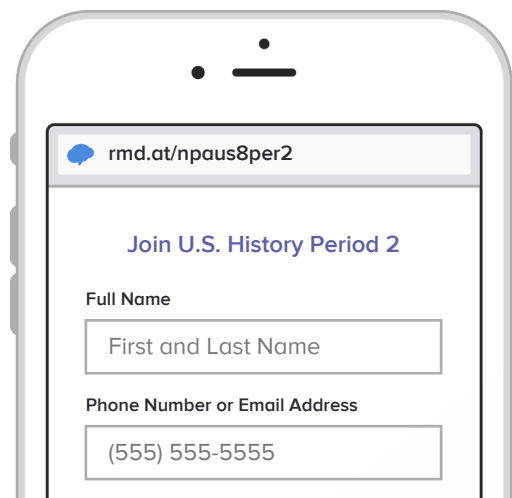 rmd.at/npaus8per2
Join U.S. History Period 2
Full Name
First and Last Name
Phone Number or Email Address
(555) 555-5555